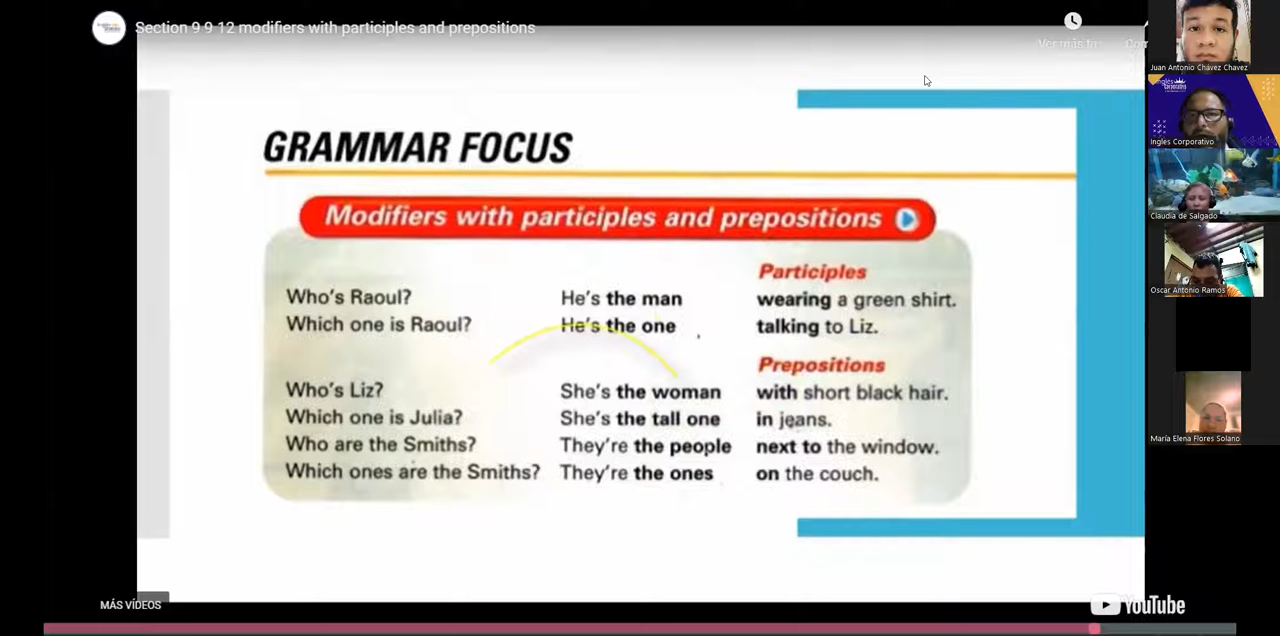 Section 9 9-12 modifiers with participles and prepositions
Ver más ta
GRAMMAR FOCUS
Modifiers with participles and prepositions
Participles
Who's Raoul? He's the man wearing a green shirt.
Which one is Raoul? He's the one talking to Liz.
Prepositions
Who's Liz? She's the woman with short black hair.
Which one is Julia? She's the tall one in jeans.
Who are the Smiths? They're the people next to the window.
Which ones are the Smiths? They're the ones on the couch.
MÁS VÍDEOS
YouTube
Juan Antonio Chávez Chavez
Inglés
Corporativo
Ingles Corporativo
Claudia de Salgado
Oscar Antonio Ramos
María Elena Flores Solano